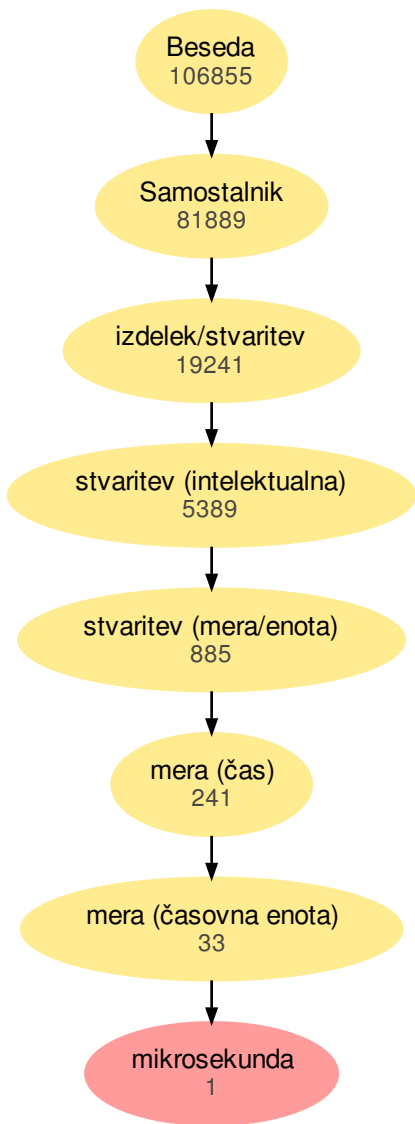 Beseda
106855
Samostalnik
81889
izdelek/stvaritev
19241
stvaritev (intelektualna)
5389
stvaritev (mera/enota)
885
mera (čas)
241
mera (časovna enota)
33
mikrosekunda
1